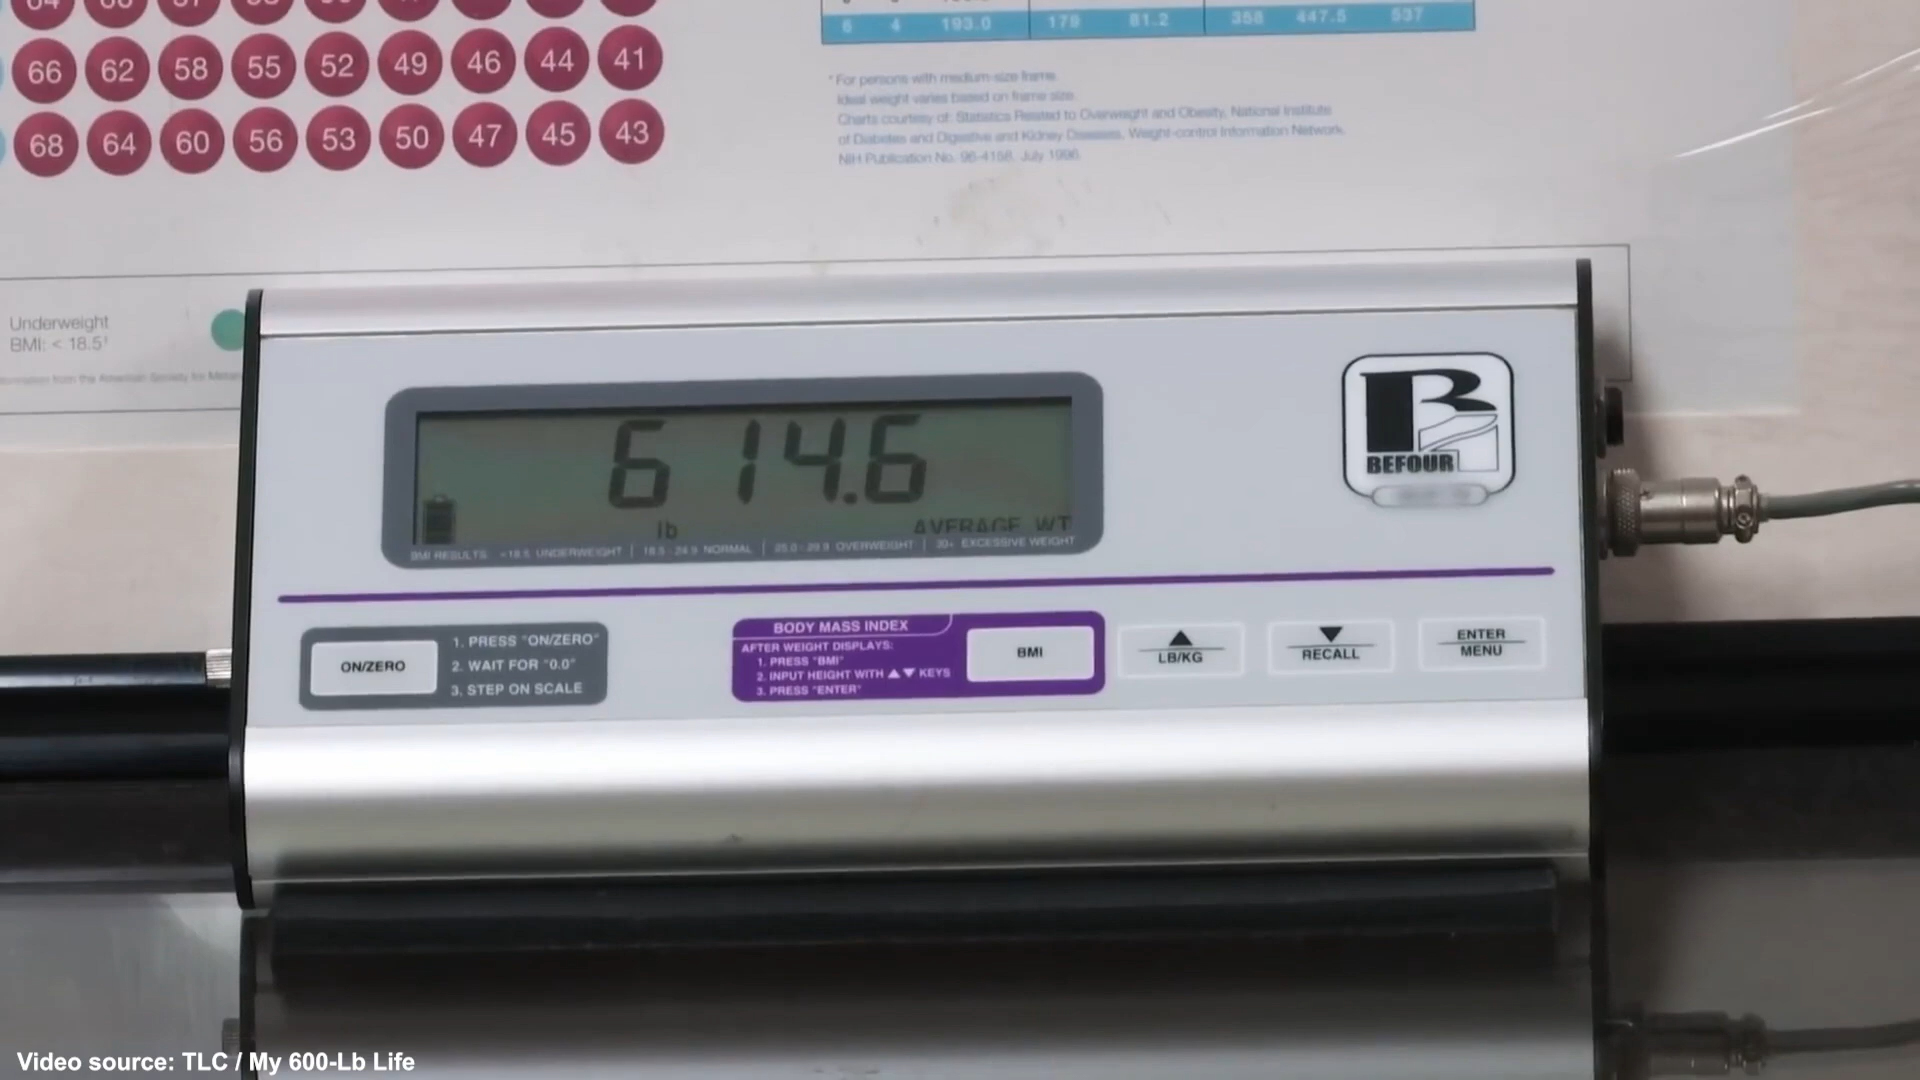 66 62 58 55 52 49 46 44 41
68 64 60 56 53 50 47 45 43
6 4 193.0 179 81.2 358 447.5 537
* For persons with medium-size frame.
Ideal weight varies based on frame size.
Charts courtesy of: Statistics Related to Overweight and Obesity, National Institute
of Diabetes and Digestive and Kidney Diseases, Weight-control Information Network,
NIH Publication No. 96-4158, July 1996.
Underweight
BMI: < 18.5
614.6
lb AVERAGE WT
BMI RESULTS: <18.5 UNDERWEIGHT | 18.5 - 24.9 NORMAL | 25.0 - 29.9 OVERWEIGHT | 30+ EXCESSIVE WEIGHT
BEFOUR
ON/ZERO
1. PRESS "ON/ZERO"
2. WAIT FOR "0.0"
3. STEP ON SCALE
BODY MASS INDEX
AFTER WEIGHT DISPLAYS:
1. PRESS "BMI"
2. INPUT HEIGHT WITH ▲▼ KEYS
3. PRESS "ENTER"
BMI
▲
LB/KG
▼
RECALL
ENTER
MENU
Video source: TLC / My 600-Lb Life